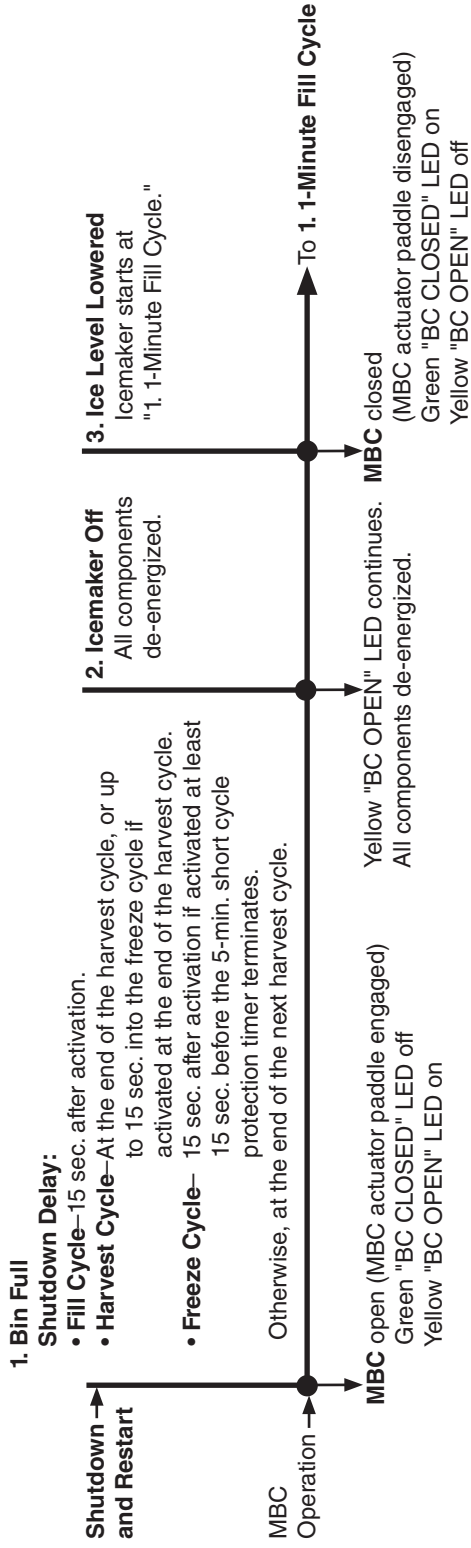 1. Bin Full
Shutdown Delay:
• Fill Cycle–15 sec. after activation.
• Harvest Cycle–At the end of the harvest cycle, or up
to 15 sec. into the freeze cycle if
activated at the end of the harvest cycle.
• Freeze Cycle– 15 sec. after activation if activated at least
15 sec. before the 5-min. short cycle
protection timer terminates.
Otherwise, at the end of the next harvest cycle.
2. Icemaker Off
All components
de-energized.
3. Ice Level Lowered
Icemaker starts at
"1. 1-Minute Fill Cycle."
Shutdown
and Restart
MBC
Operation
To 1. 1-Minute Fill Cycle
MBC open (MBC actuator paddle engaged)
Green "BC CLOSED" LED off
Yellow "BC OPEN" LED on
Yellow "BC OPEN" LED continues.
All components de-energized.
MBC closed
(MBC actuator paddle disengaged)
Green "BC CLOSED" LED on
Yellow "BC OPEN" LED off